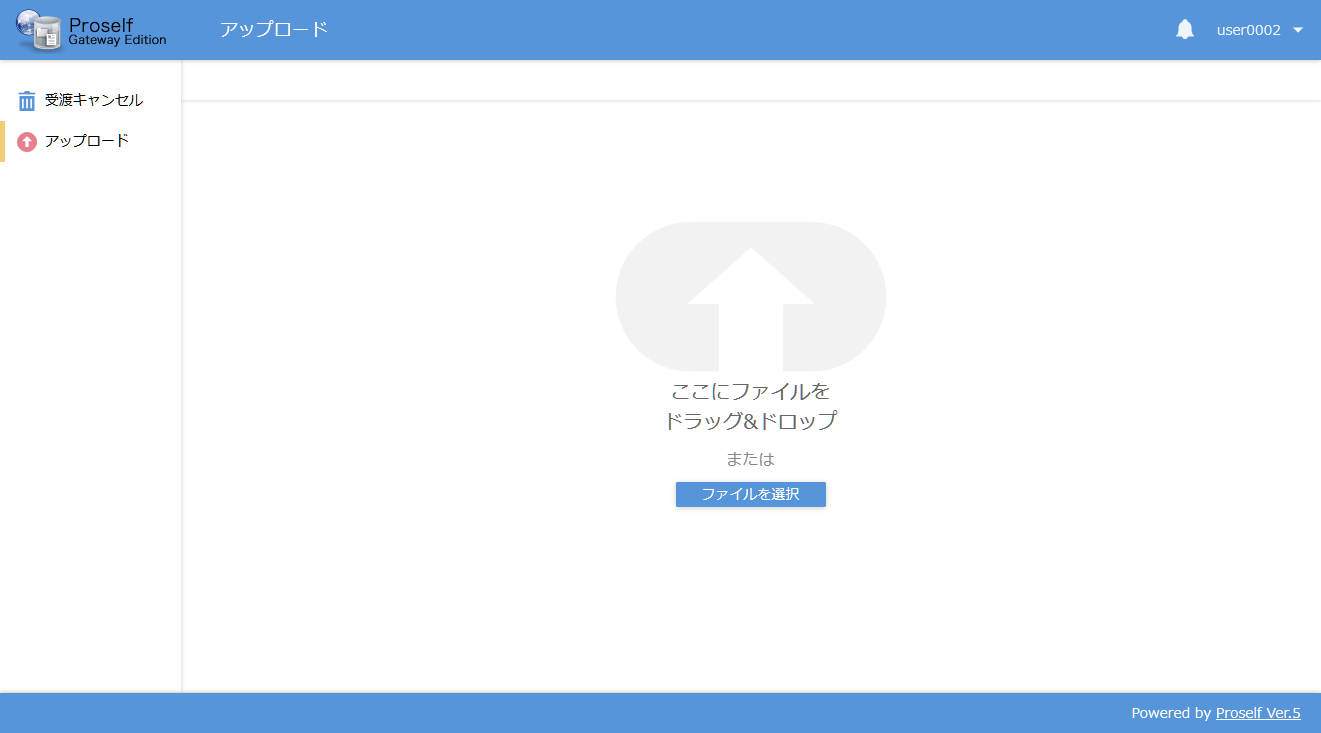 Proself
Gateway Edition
アップロード
user0002
受渡キャンセル
アップロード
ここにファイルを
ドラッグ&ドロップ
または
ファイルを選択
Powered by Proself Ver.5